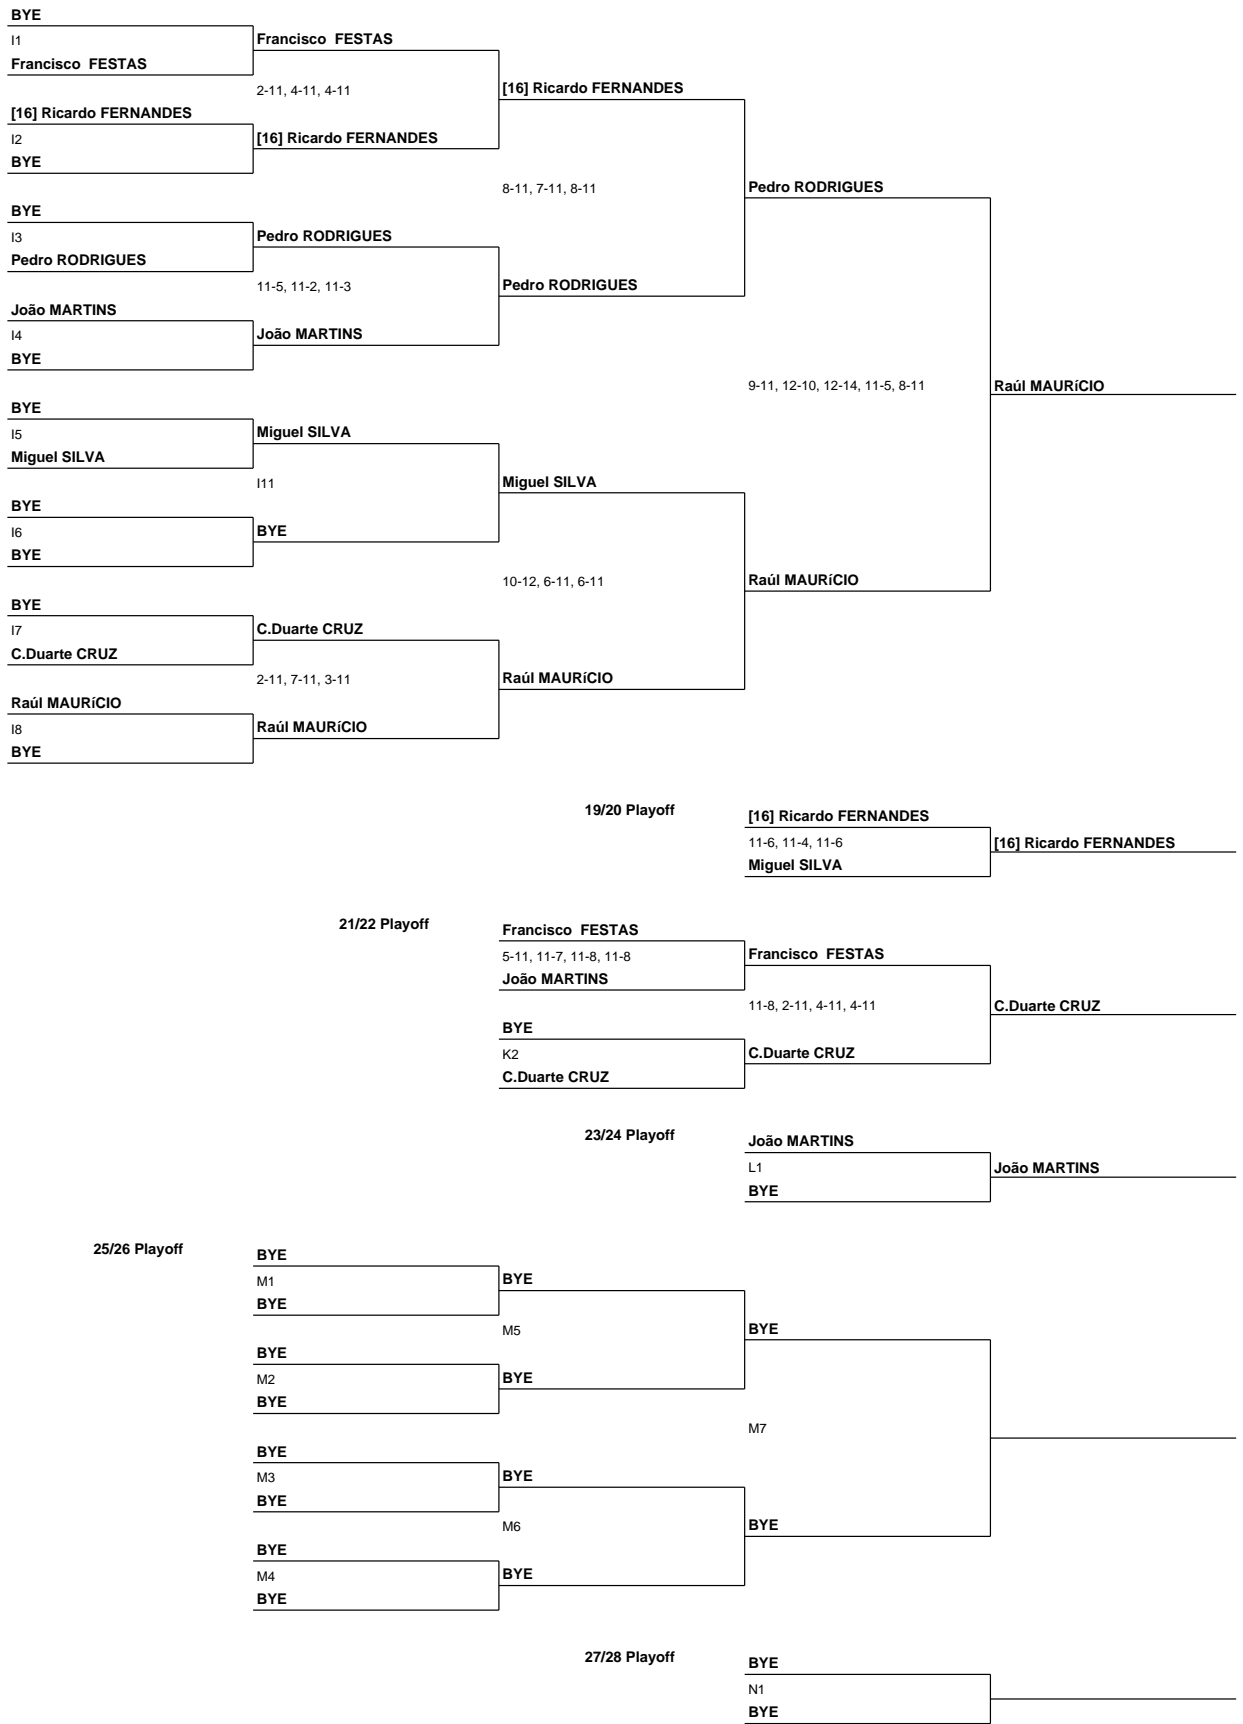 BYE
I1
Francisco  FESTAS
Francisco  FESTAS
2-11, 4-11, 4-11
[16] Ricardo FERNANDES
[16] Ricardo FERNANDES
I2
[16] Ricardo FERNANDES
BYE
8-11, 7-11, 8-11
Pedro RODRIGUES
BYE
I3
Pedro RODRIGUES
Pedro RODRIGUES
11-5, 11-2, 11-3
Pedro RODRIGUES
João MARTINS
I4
João MARTINS
BYE
9-11, 12-10, 12-14, 11-5, 8-11
Raúl MAURíCIO
BYE
I5
Miguel SILVA
Miguel SILVA
I11
Miguel SILVA
BYE
I6
BYE
BYE
10-12, 6-11, 6-11
Raúl MAURíCIO
BYE
I7
C.Duarte CRUZ
C.Duarte CRUZ
2-11, 7-11, 3-11
Raúl MAURíCIO
Raúl MAURíCIO
I8
Raúl MAURíCIO
BYE
19/20 Playoff
[16] Ricardo FERNANDES
11-6, 11-4, 11-6
[16] Ricardo FERNANDES
Miguel SILVA
21/22 Playoff
Francisco  FESTAS
5-11, 11-7, 11-8, 11-8
Francisco  FESTAS
João MARTINS
11-8, 2-11, 4-11, 4-11
C.Duarte CRUZ
BYE
K2
C.Duarte CRUZ
C.Duarte CRUZ
23/24 Playoff
João MARTINS
L1
João MARTINS
BYE
25/26 Playoff
BYE
M1
BYE
BYE
M5
BYE
BYE
M2
BYE
BYE
M7
BYE
M3
BYE
BYE
M6
BYE
BYE
M4
BYE
BYE
27/28 Playoff
BYE
N1
BYE